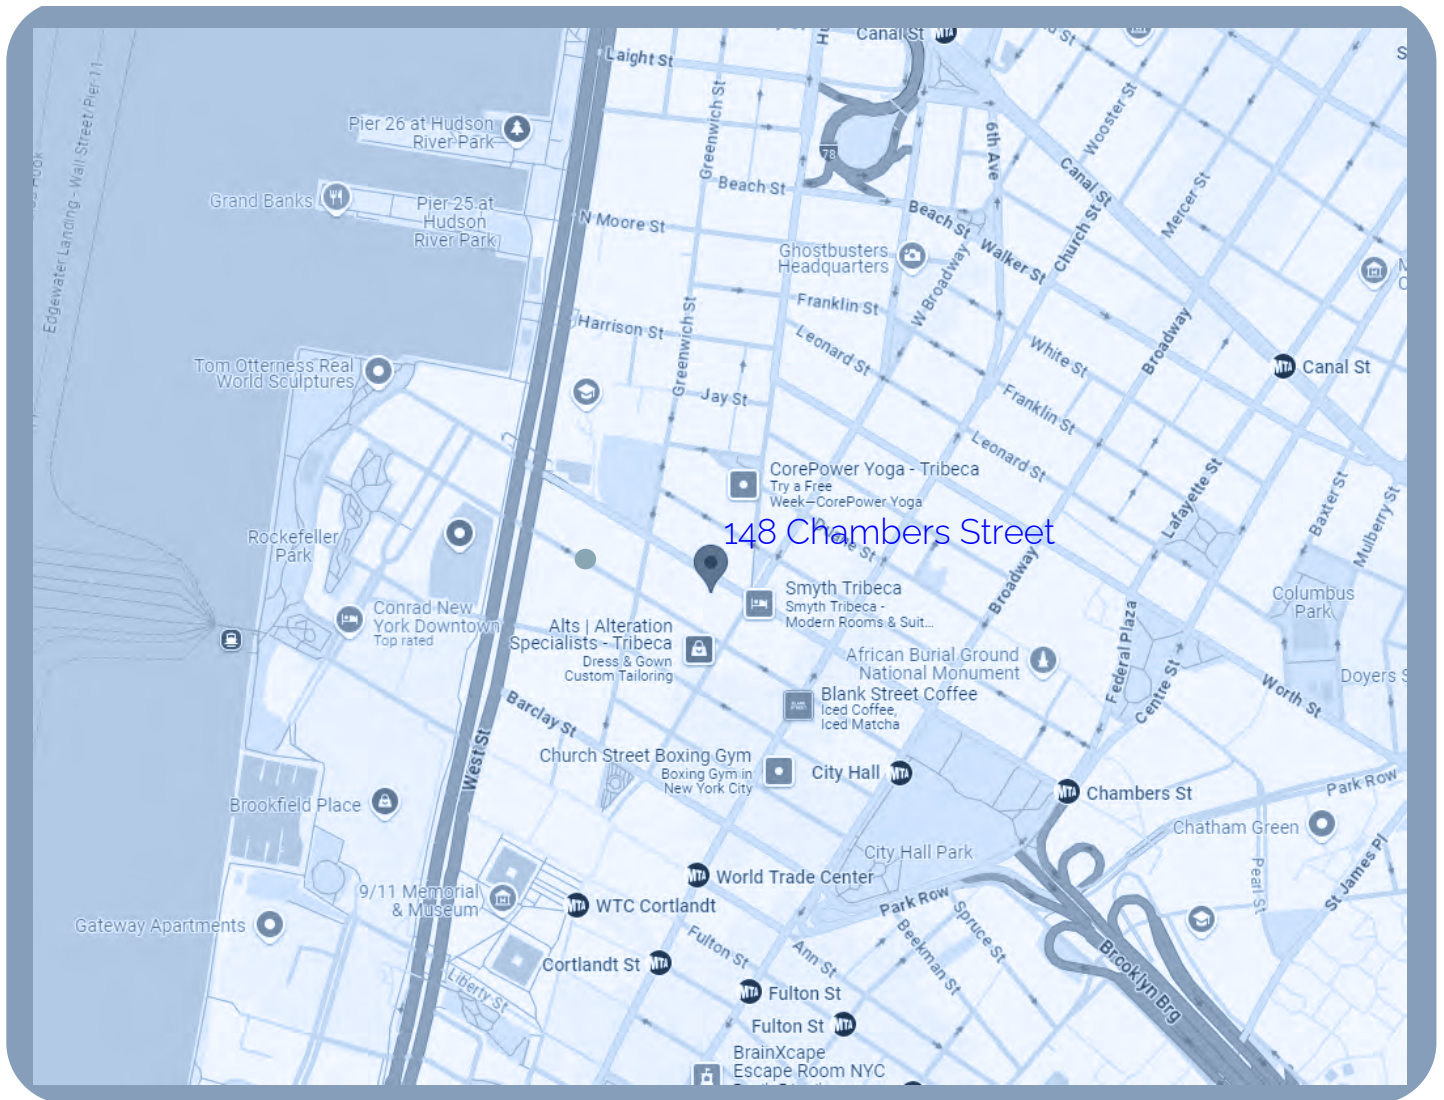 Canal St
MTA
Laight St
Pier 26 at Hudson
River Park
Greenwich St
78
6th Ave
Wooster St
Canal St
Edgewater Landing - Wall Street/Pier 11
Grand Banks
Pier 25 at
Hudson
River Park
Beach St
Beach St
Mercer St
N Moore St
Church St
Walker St
Ghostbusters
Headquarters
W Broadway
Franklin St
Harrison St
Greenwich St
Leonard St
White St
Broadway
Tom Otterness Real
World Sculptures
MTA
Canal St
Jay St
Franklin St
Leonard St
CorePower Yoga - Tribeca
Try a Free
Week—CorePower Yoga
Lafayette St
Baxter St
Mulberry St
148 Chambers Street
Rockefeller
Park
Broadway
Smyth Tribeca
Smyth Tribeca -
Modern Rooms & Suit...
Columbus
Park
Conrad New
York Downtown
Top rated
Alts | Alteration
Specialists - Tribeca
Dress & Gown
Custom Tailoring
African Burial Ground
National Monument
Federal Plaza
Centre St
Worth St
Doyers S
Blank Street Coffee
Iced Coffee,
Iced Matcha
Barclay St
West St
Church Street Boxing Gym
Boxing Gym in
New York City
City Hall
MTA
MTA
Chambers St
Park Row
Brookfield Place
Chatham Green
City Hall Park
Pearl St
St. James Pl
MTA
World Trade Center
9/11 Memorial
& Museum
MTA
WTC Cortlandt
Park Row
Gateway Apartments
Spruce St
Beekman St
Fulton St
Ann St
Cortlandt St
MTA
Liberty St
Brooklyn Brg
MTA
Fulton St
Fulton St
MTA
BrainXcape
Escape Room NYC